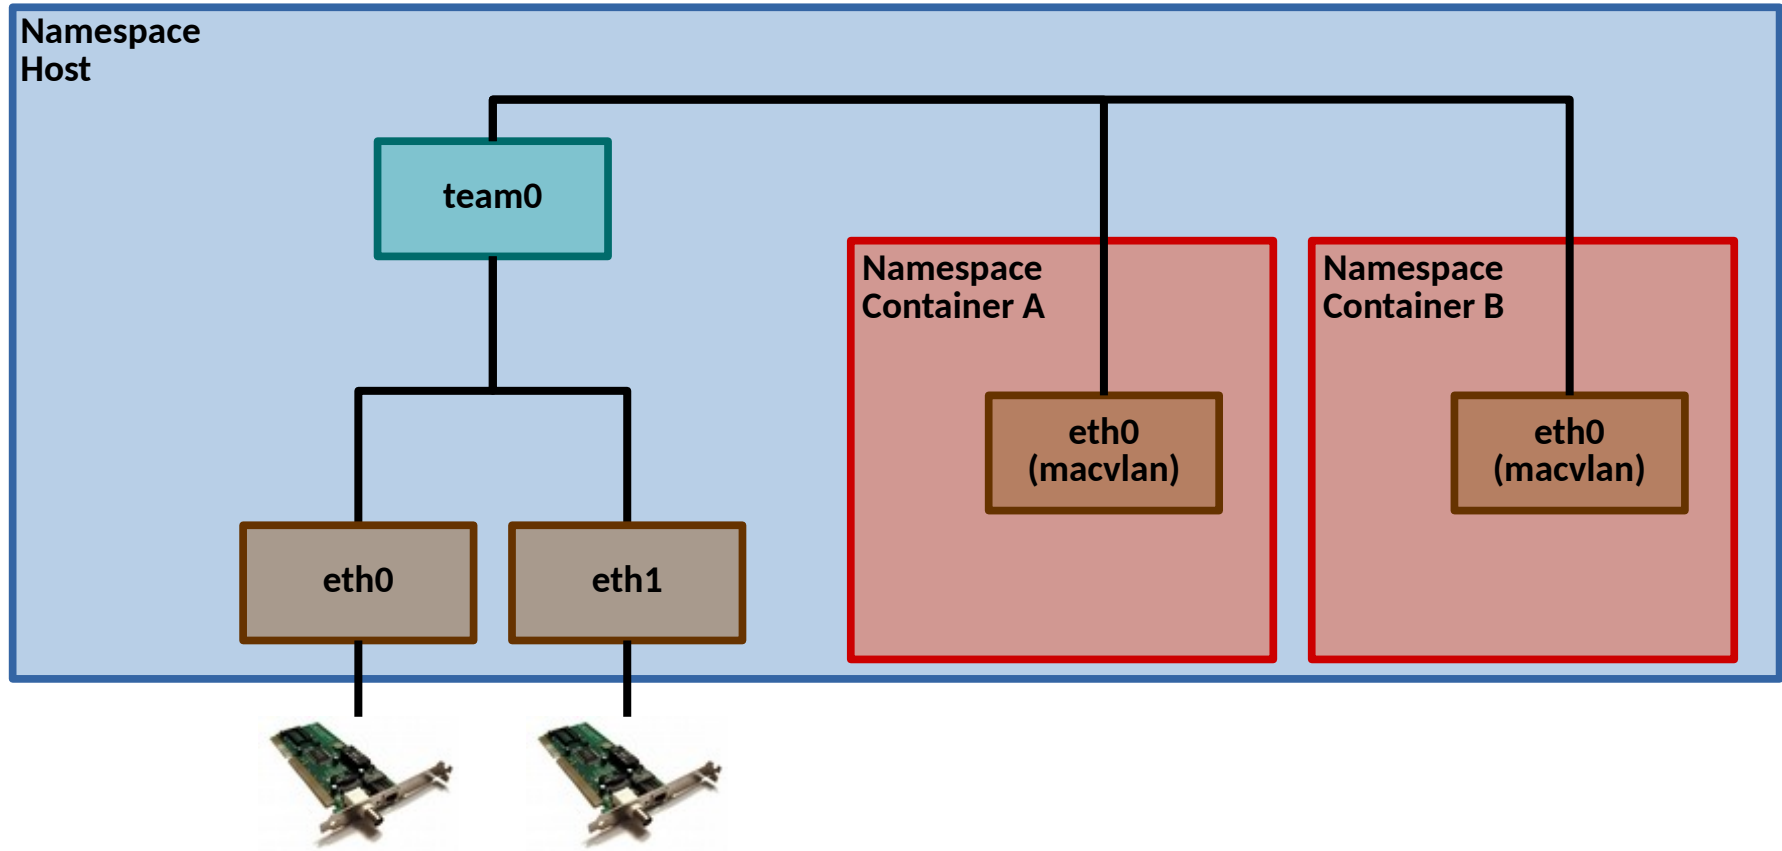 Namespace
Host
team0
Namespace
Container A
Namespace
Container B
eth0
(macvlan)
eth0
(macvlan)
eth0
eth1